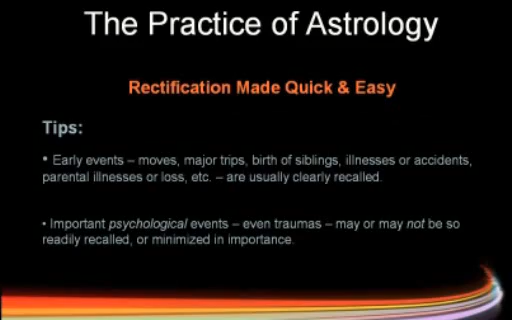 The Practice of Astrology
Rectification Made Quick & Easy
Tips:
• Early events – moves, major trips, birth of siblings, illnesses or accidents,
parental illnesses or loss, etc. – are usually clearly recalled.
• Important psychological events – even traumas – may or may not be so
readily recalled, or minimized in importance.